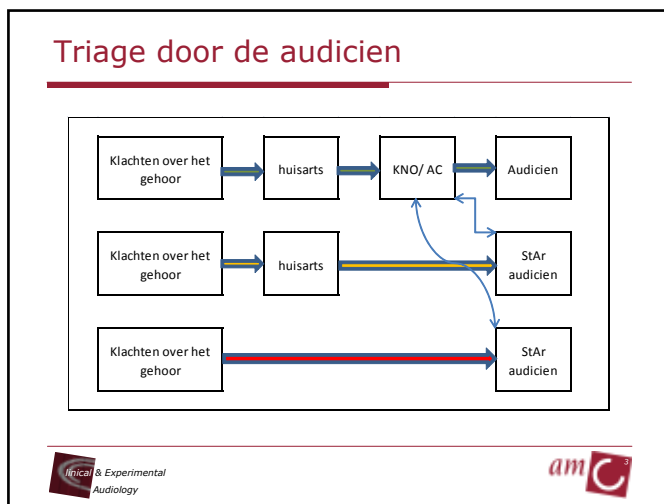 Triage door de audicien
Klachten over het
gehoor
huisarts
KNO/ AC
Audicien
Klachten over het
gehoor
huisarts
StAr
audicien
Klachten over het
gehoor
StAr
audicien
linical & Experimental
Audiology
amC
3